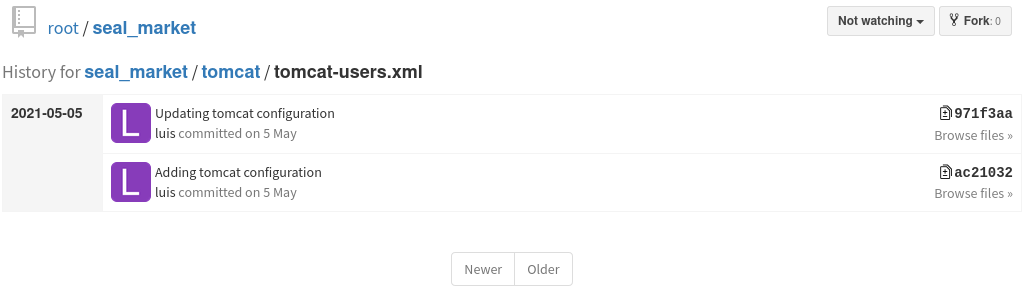 root / seal_market
Not watching
Fork: 0
History for seal_market / tomcat / tomcat-users.xml
2021-05-05
L
Updating tomcat configuration
971f3aa
luis committed on 5 May
Browse files »
L
Adding tomcat configuration
ac21032
luis committed on 5 May
Browse files »
Newer
Older